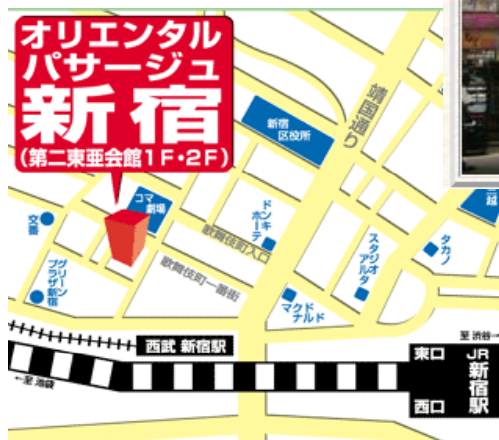 オリエンタル
パサージュ
新宿
(第二東亜会館1F・2F)
靖国通り
新宿
区役所
コマ
劇場
交番
グリーン
プラザ新宿
歌舞伎町入口
歌舞伎町一番街
ドンキ
ホーテ
スタジオ
アルタ
タカノ
三越
マクド
ナルド
西武 新宿駅
←至 池袋
至 渋谷→
東口
西口
JR
新宿駅